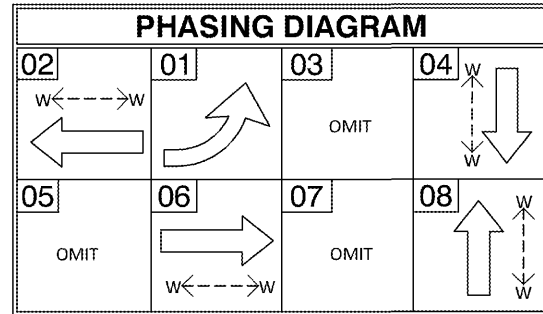 PHASING DIAGRAM
02 01 03 04
W W
OMIT
W
W
05 06 07 08
OMIT
W W
OMIT
W
W